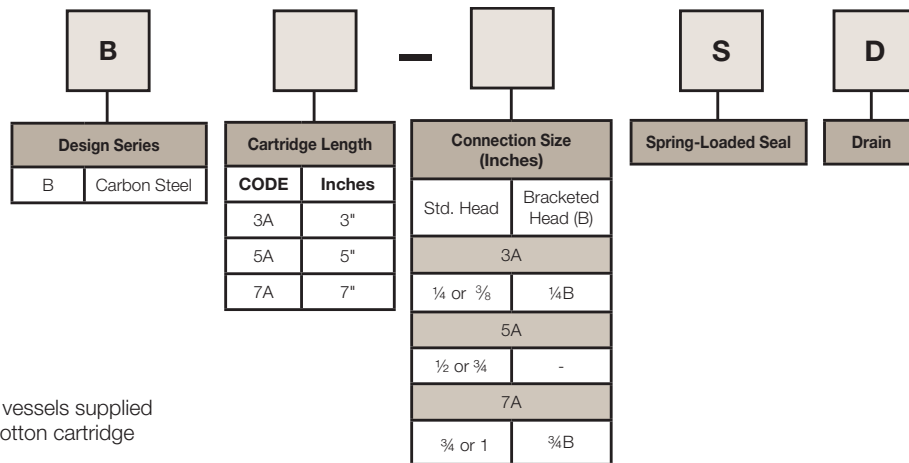 B
—
S
D
Design Series
B Carbon Steel
Cartridge Length
CODE Inches
3A 3"
5A 5"
7A 7"
Connection Size
(Inches)
Std. Head Bracketed
Head (B)
3A
¼ or ⅜ ¼B
5A
½ or ¾ -
7A
¾ or 1 ¾B
Spring-Loaded Seal
Drain
vessels supplied
otton cartridge